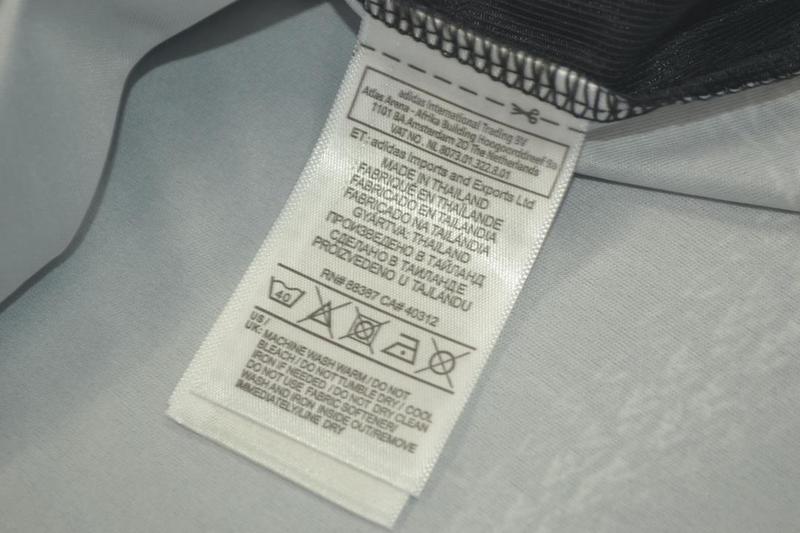 adidas International Trading BV
Atlas Arena - Afrika Building Hoogoorddreef 9a
1101 BA Amsterdam ZO The Netherlands
VAT NO. NL 8073.01.322.B.01
ET: adidas Imports and Exports Ltd
MADE IN THAILAND
FABRIQUÉ EN THAÏLANDE
FABRICADO EN TAILANDIA
FABRICADO NA TAILÂNDIA
GYÁRTVA: THAILAND
ПРОИЗВЕДЕНО В ТАЙЛАНД
СДЕЛАНО В ТАИЛАНДЕ
PROIZVEDENO U TAJLANDU
RN# 88387 CA# 40312
40
US /
UK: MACHINE WASH WARM / DO NOT
BLEACH / DO NOT TUMBLE DRY / COOL
IRON IF NEEDED / DO NOT DRY CLEAN
DO NOT USE FABRIC SOFTENER/
WASH AND IRON INSIDE OUT/REMOVE
IMMEDIATELY/LINE DRY